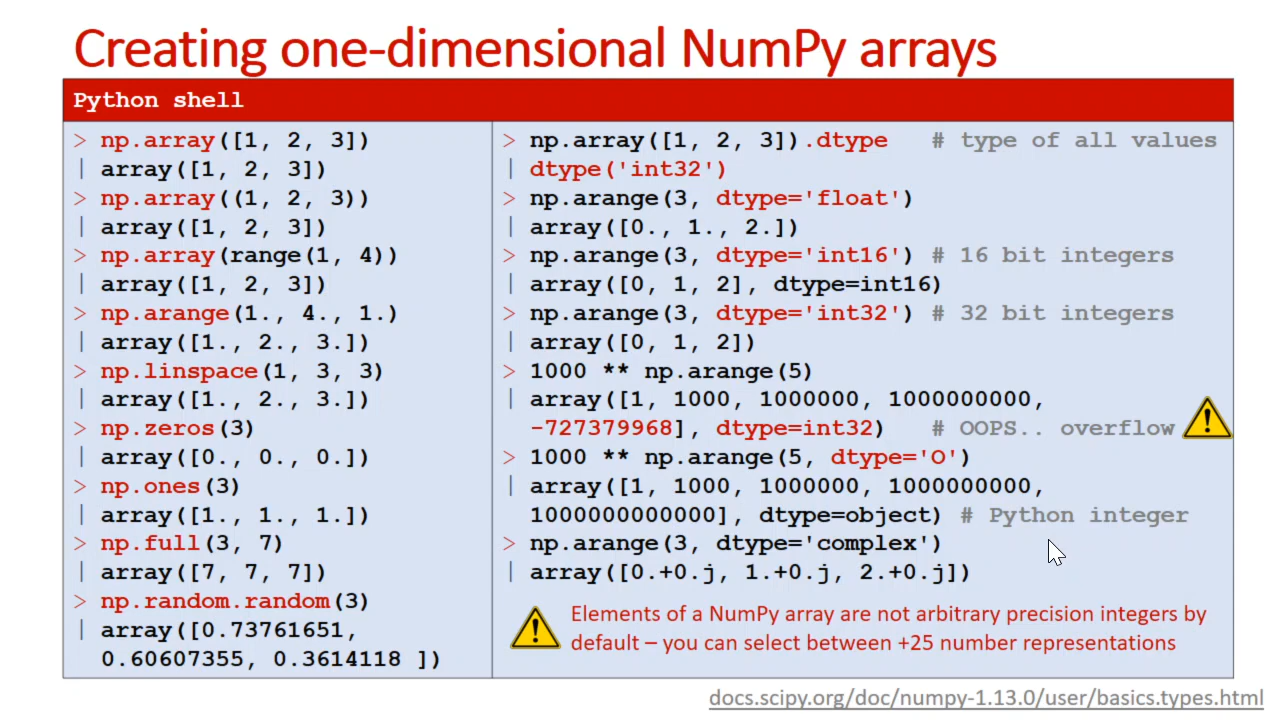 Creating one-dimensional NumPy arrays
Python shell
> np.array([1, 2, 3])
| array([1, 2, 3])
> np.array((1, 2, 3))
| array([1, 2, 3])
> np.array(range(1, 4))
| array([1, 2, 3])
> np.arange(1., 4., 1.)
| array([1., 2., 3.])
> np.linspace(1, 3, 3)
| array([1., 2., 3.])
> np.zeros(3)
| array([0., 0., 0.])
> np.ones(3)
| array([1., 1., 1.])
> np.full(3, 7)
| array([7, 7, 7])
> np.random.random(3)
| array([0.73761651,
0.60607355, 0.3614118 ])
> np.array([1, 2, 3]).dtype # type of all values
| dtype('int32')
> np.arange(3, dtype='float')
| array([0., 1., 2.])
> np.arange(3, dtype='int16') # 16 bit integers
| array([0, 1, 2], dtype=int16)
> np.arange(3, dtype='int32') # 32 bit integers
| array([0, 1, 2])
> 1000 ** np.arange(5)
| array([1, 1000, 1000000, 1000000000,
-727379968], dtype=int32) # OOPS.. overflow
> 1000 ** np.arange(5, dtype='O')
| array([1, 1000, 1000000, 1000000000,
1000000000000], dtype=object) # Python integer
> np.arange(3, dtype='complex')
| array([0.+0.j, 1.+0.j, 2.+0.j])
Elements of a NumPy array are not arbitrary precision integers by
default – you can select between +25 number representations
docs.scipy.org/doc/numpy-1.13.0/user/basics.types.html